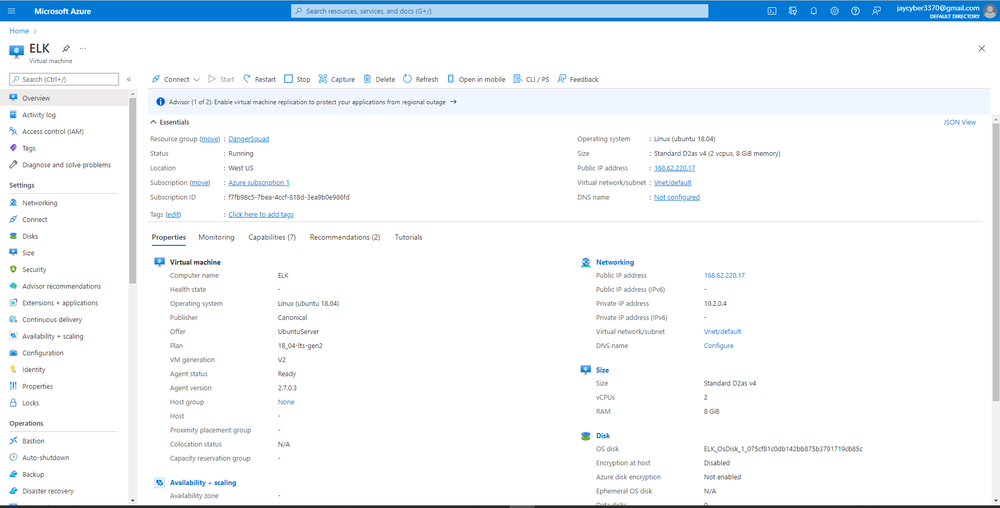 Microsoft Azure
Search resources, services, and docs (G+/)
jaycyber3370@gmail.com
DEFAULT DIRECTORY
Home
ELK
Virtual machine
Search (Ctrl+/)
Overview
Activity log
Access control (IAM)
Tags
Diagnose and solve problems
Settings
Networking
Connect
Disks
Size
Security
Advisor recommendations
Extensions + applications
Continuous delivery
Availability + scaling
Configuration
Identity
Properties
Locks
Operations
Bastion
Auto-shutdown
Backup
Disaster recovery
Connect Start Restart Stop Capture Delete Refresh Open in mobile CLI / PS Feedback
Advisor (1 of 2): Enable virtual machine replication to protect your applications from regional outage →
Essentials
JSON View
Resource group (move) : DangerSquad
Status : Running
Location : West US
Subscription (move) : Azure subscription 1
Subscription ID : f7fb98c5-7bea-4ccf-818d-3ea9b0e986fd
Tags (edit) : Click here to add tags
Operating system : Linux (ubuntu 18.04)
Size : Standard D2as v4 (2 vcpus, 8 GiB memory)
Public IP address : 168.62.220.17
Virtual network/subnet : Vnet/default
DNS name : Not configured
Properties Monitoring Capabilities (7) Recommendations (2) Tutorials
Virtual machine
Computer name ELK
Health state -
Operating system Linux (ubuntu 18.04)
Publisher Canonical
Offer UbuntuServer
Plan 18_04-lts-gen2
VM generation V2
Agent status Ready
Agent version 2.7.0.3
Host group None
Host -
Proximity placement group -
Colocation status N/A
Capacity reservation group -
Availability + scaling
Availability zone -
Networking
Public IP address 168.62.220.17
Public IP address (IPv6) -
Private IP address 10.2.0.4
Private IP address (IPv6) -
Virtual network/subnet Vnet/default
DNS name Configure
Size
Size Standard D2as v4
vCPUs 2
RAM 8 GiB
Disk
OS disk ELK_OsDisk_1_075cf81c0db142bb875b3791719cb85c
Encryption at host Disabled
Azure disk encryption Not enabled
Ephemeral OS disk N/A
Data disks 0